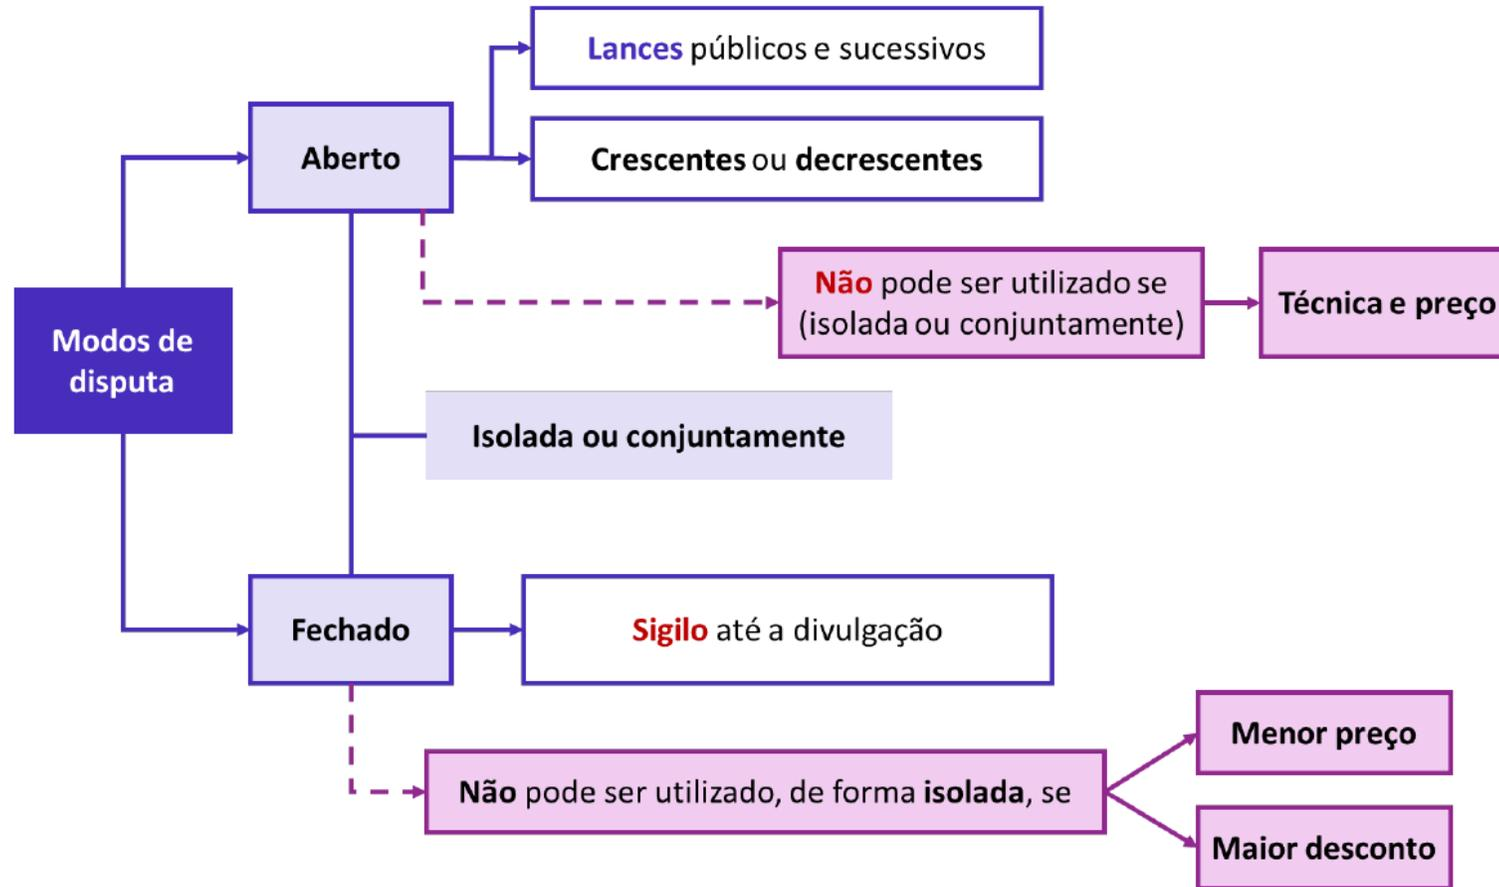 Lances públicos e sucessivos
Aberto
Crescentes ou decrescentes
Não pode ser utilizado se
(isolada ou conjuntamente)
Técnica e preço
Modos de
disputa
Isolada ou conjuntamente
Fechado
Sigilo até a divulgação
Menor preço
Não pode ser utilizado, de forma isolada, se
Maior desconto